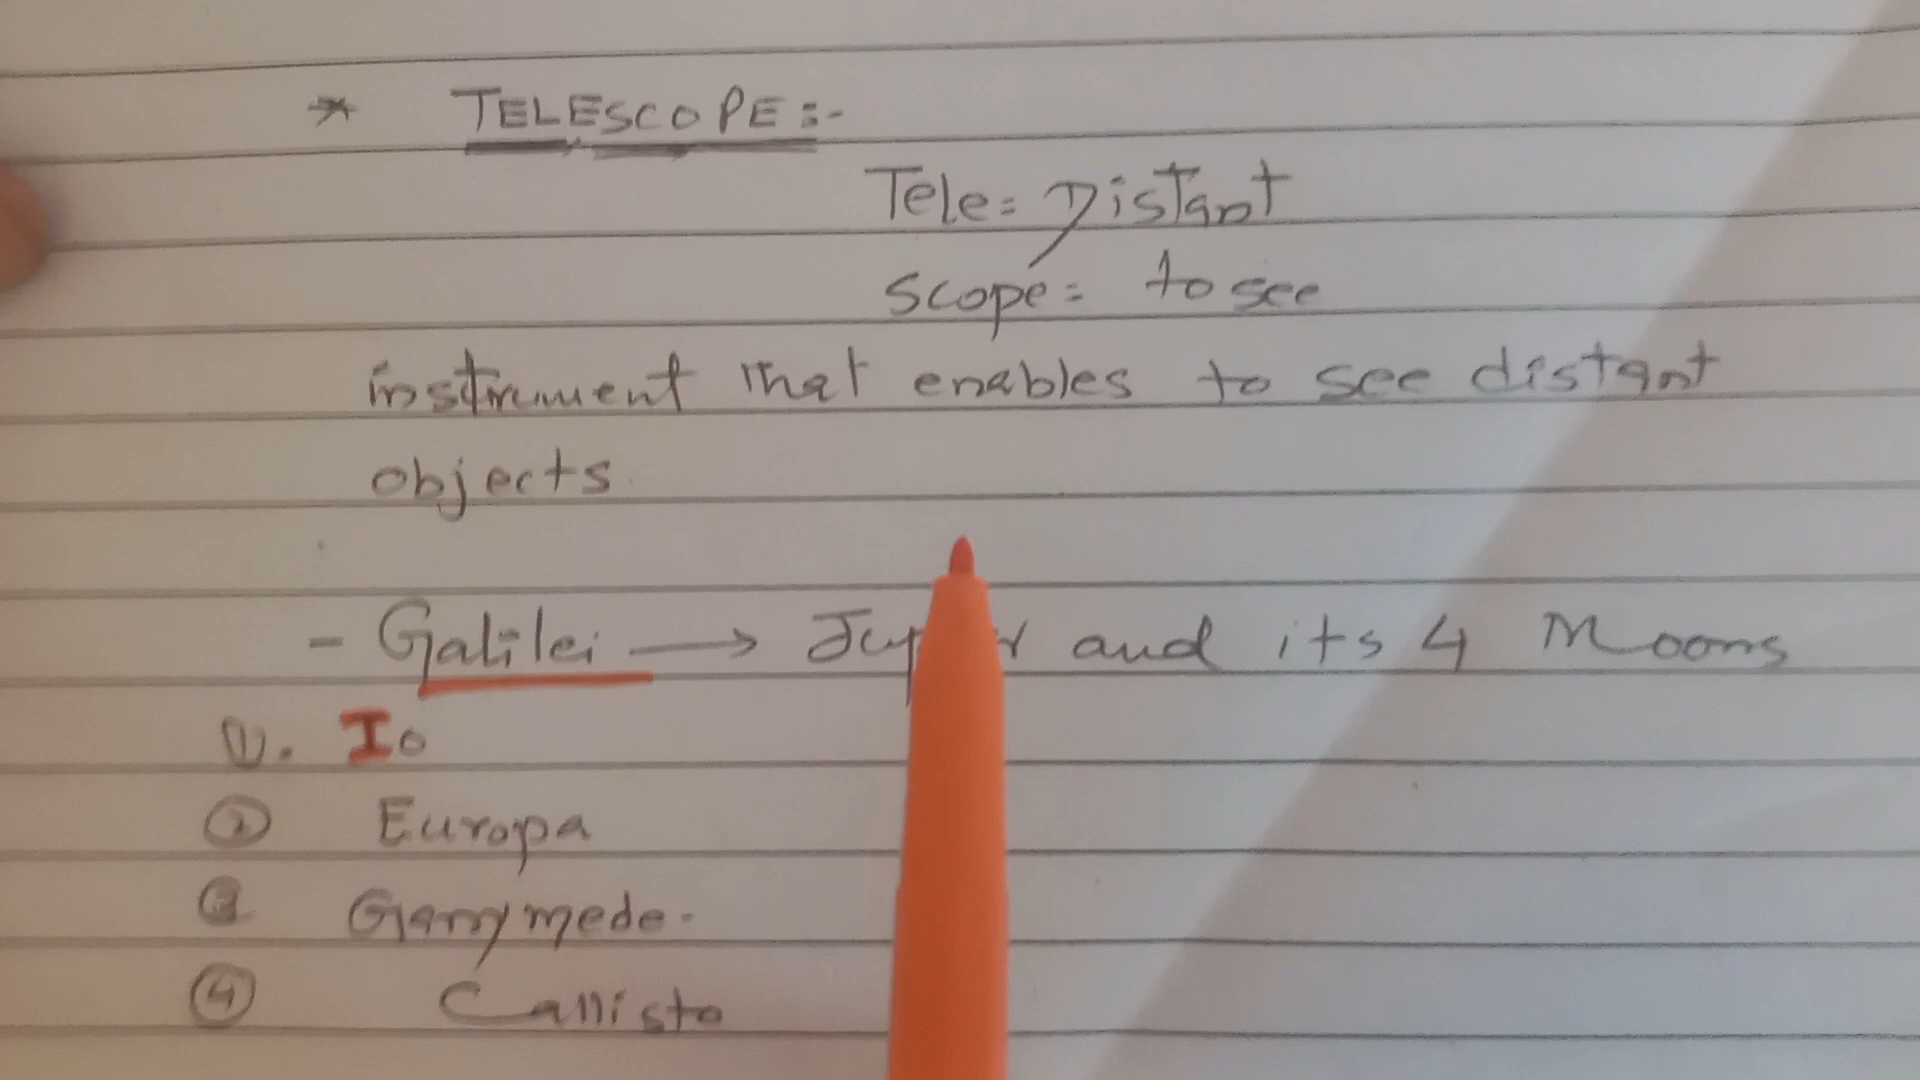 * TELESCOPE:-
Tele = Distant
scope = to see
instrument that enables to see distant
objects.
- Galilei → and its 4 Moons
1. Io
2 Europa
3 Ganymede.
4 Callisto